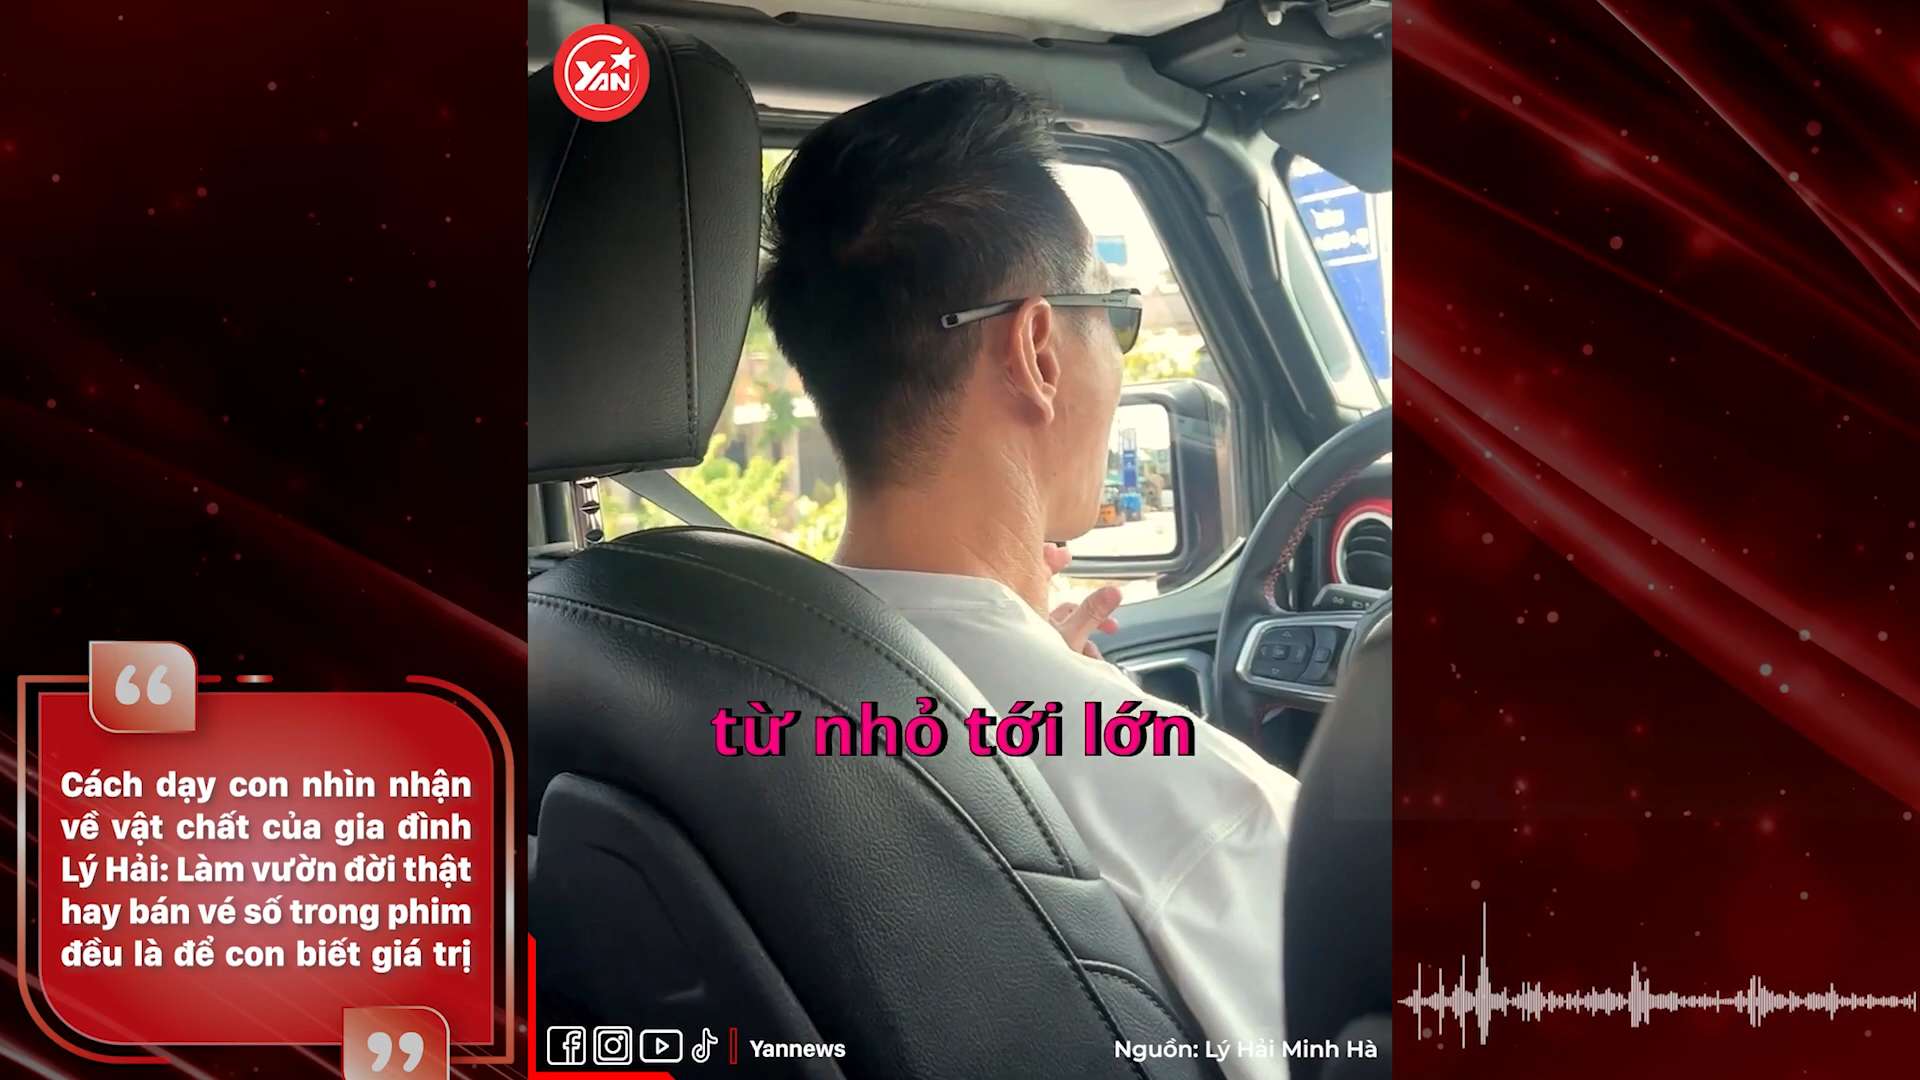 YAN
từ nhỏ tới lớn
Cách dạy con nhìn nhận
về vật chất của gia đình
Lý Hải: Làm vườn đời thật
hay bán vé số trong phim
đều là để con biết giá trị
Yannews
Nguồn: Lý Hải Minh Hà